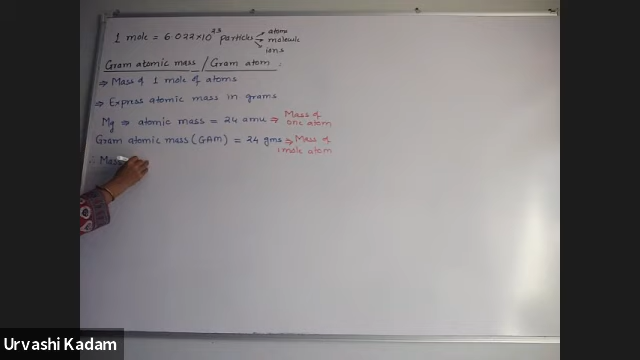 1 mole = 6.022×10²³ particles → atoms
→ molecule
→ ions
Gram atomic mass / Gram atom :
⇒ Mass of 1 mole of atoms
⇒ Express atomic mass in grams
Mg ⇒ atomic mass = 24 amu ⇒ Mass of one atom
Gram atomic mass (GAM) = 24 gms ⇒ Mass of 1 mole atom
∴ Mass
Urvashi Kadam